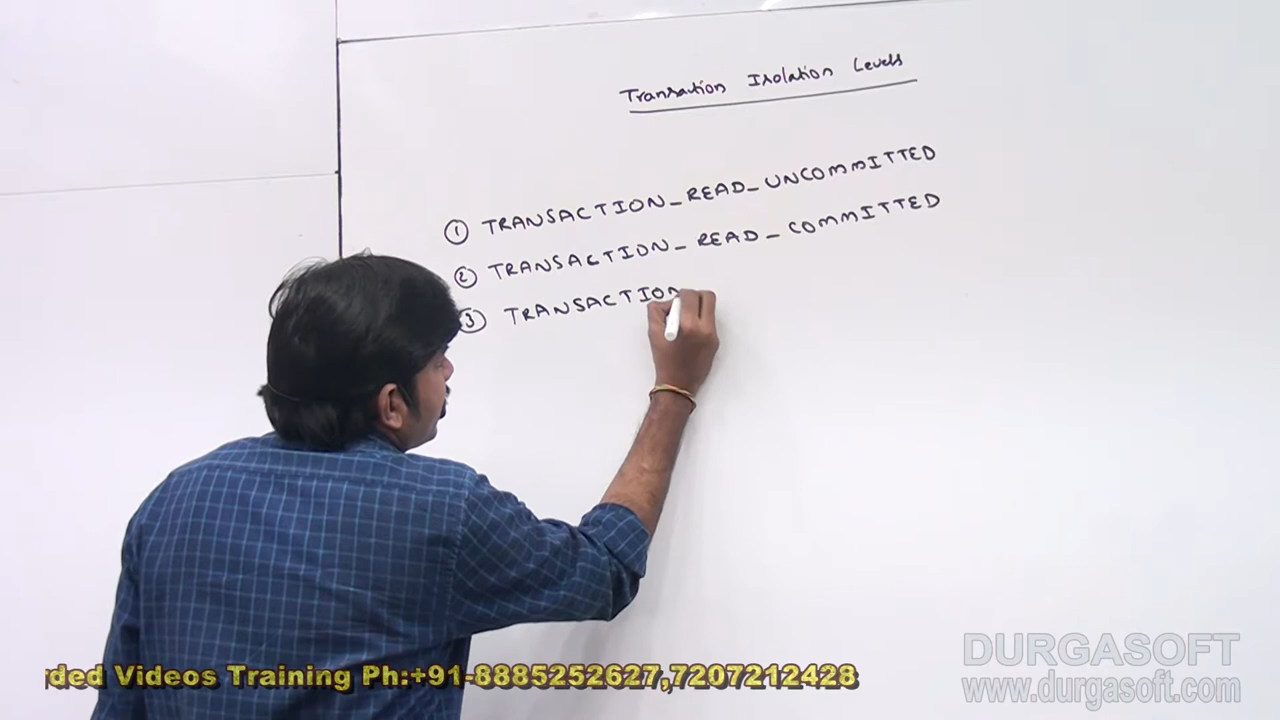 Transaction Isolation Levels
① TRANSACTION_READ_UNCOMMITTED
② TRANSACTION_READ_COMMITTED
③ TRANSACTION
ded Videos Training Ph:+91-8885252627,7207212428
DURGASOFT
www.durgasoft.com